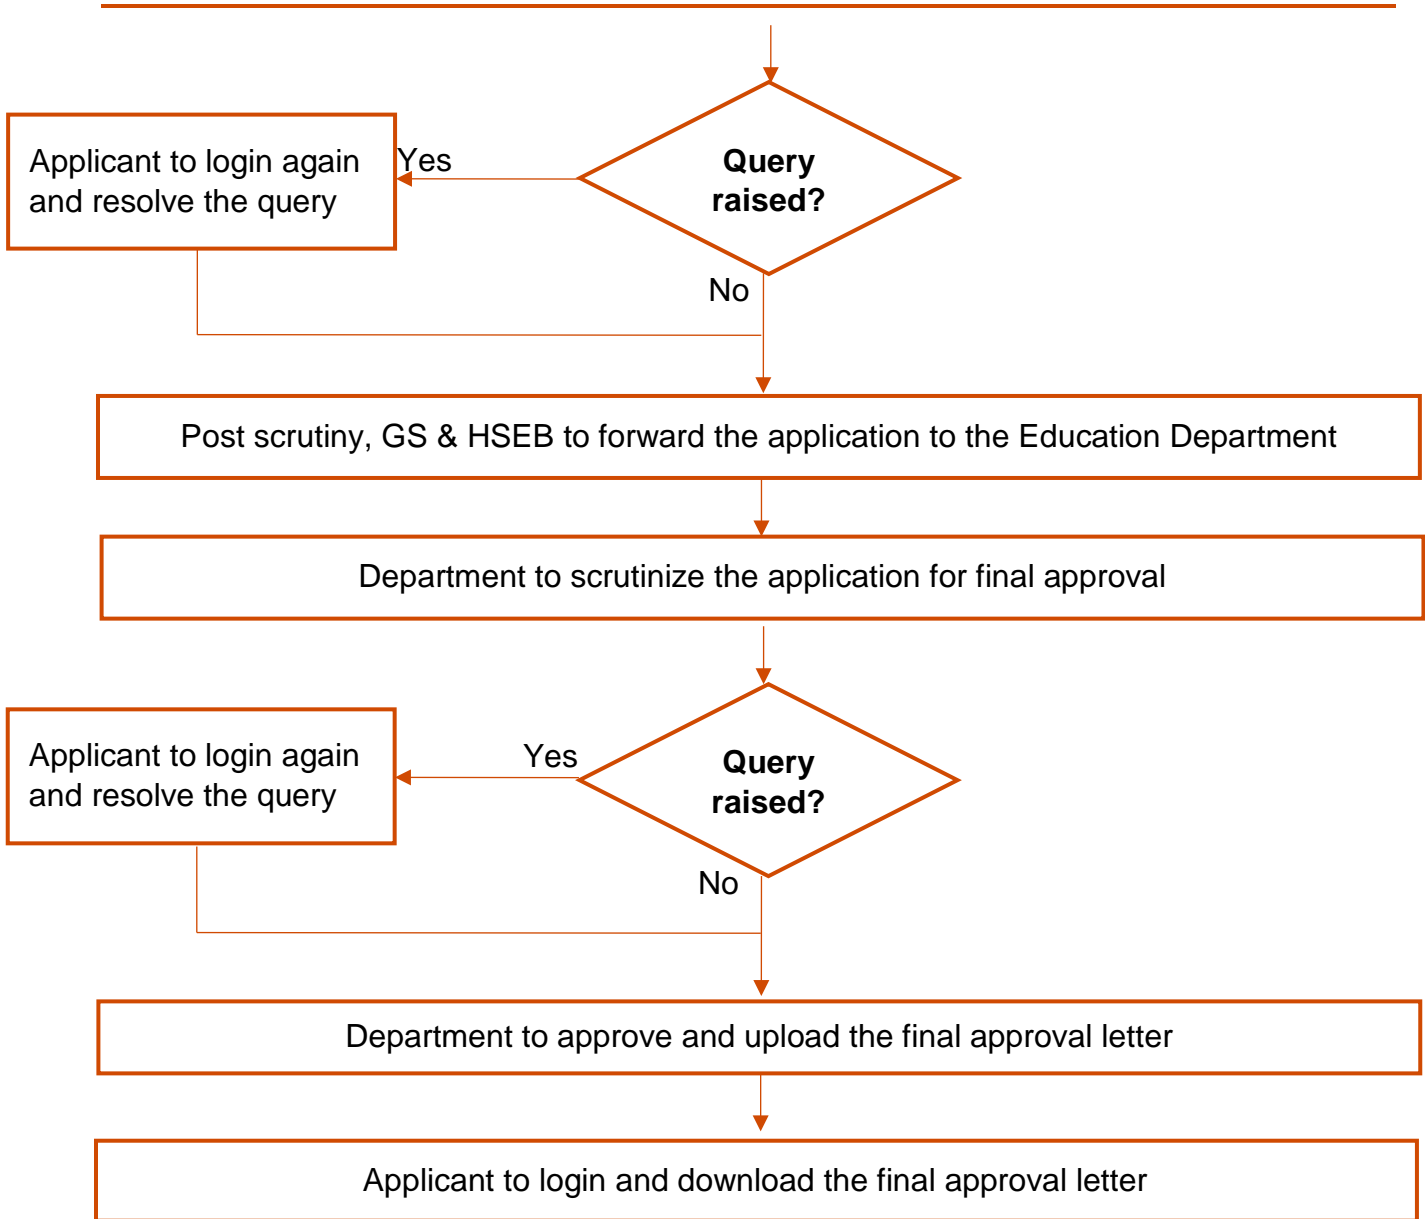 Query
raised?
Yes
Applicant to login again
and resolve the query
No
Post scrutiny, GS & HSEB to forward the application to the Education Department
Department to scrutinize the application for final approval
Query
raised?
Yes
Applicant to login again
and resolve the query
No
Department to approve and upload the final approval letter
Applicant to login and download the final approval letter